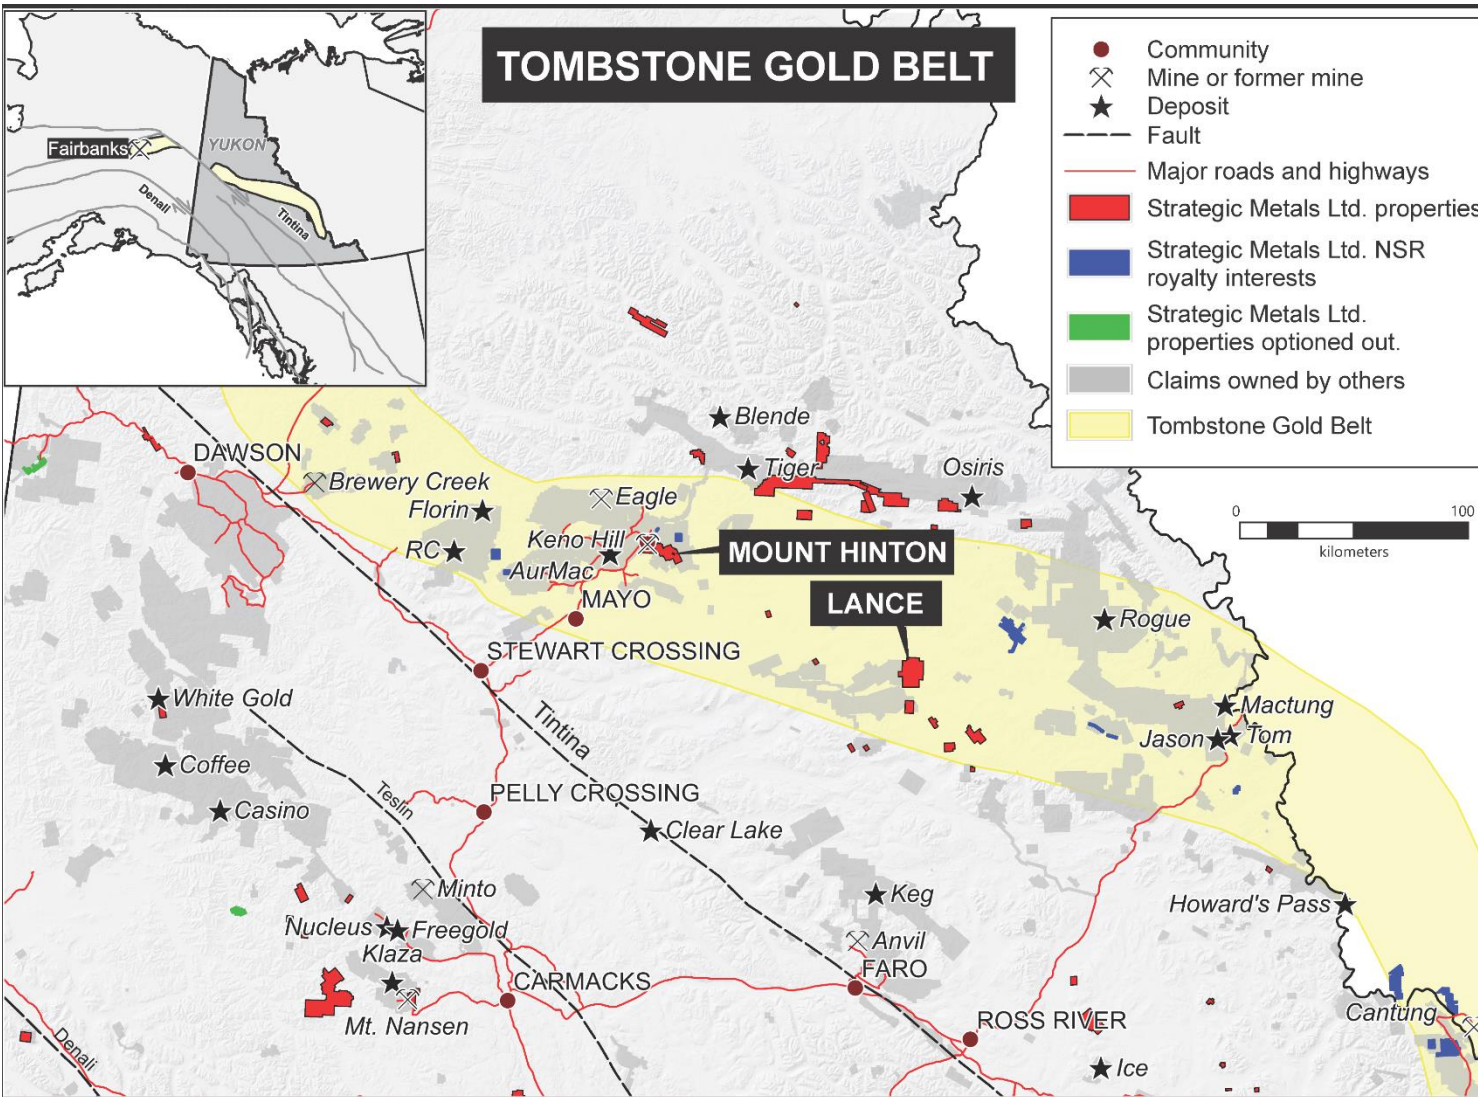 TOMBSTONE GOLD BELT
Fairbanks
YUKON
Denali
Tintina
Community
Mine or former mine
Deposit
Fault
Major roads and highways
Strategic Metals Ltd. properties
Strategic Metals Ltd. NSR
royalty interests
Strategic Metals Ltd.
properties optioned out.
Claims owned by others
Tombstone Gold Belt
0
100
kilometers
Blende
DAWSON
Tiger
Osiris
Brewery Creek
Eagle
Florin
Keno Hill
RC
MOUNT HINTON
AurMac
MAYO
LANCE
Rogue
STEWART CROSSING
White Gold
Mactung
Tintina
Jason
Tom
Coffee
Teslin
PELLY CROSSING
Casino
Clear Lake
Minto
Keg
Howard's Pass
Nucleus
Freegold
Anvil
Klaza
FARO
CARMACKS
Mt. Nansen
ROSS RIVER
Cantung
Denali
Ice